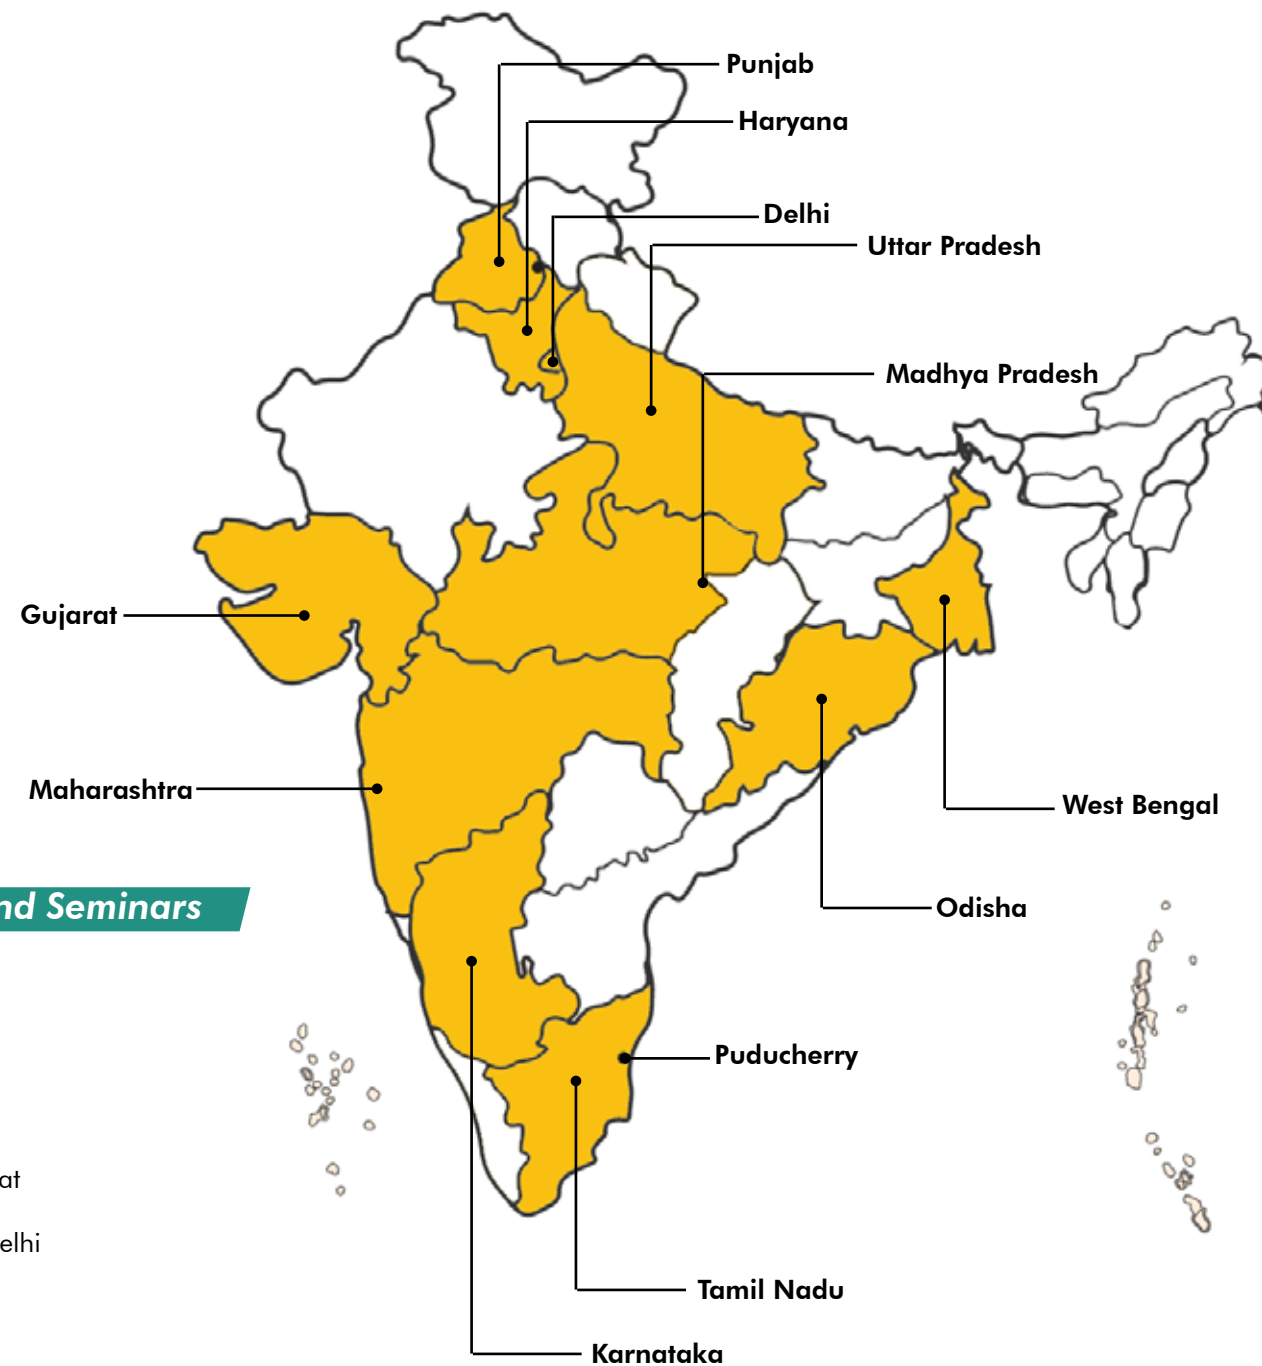 Punjab
Haryana
Delhi
Uttar Pradesh
Madhya Pradesh
Gujarat
Maharashtra
West Bengal
nd Seminars
Odisha
Puducherry
at
elhi
Tamil Nadu
Karnataka